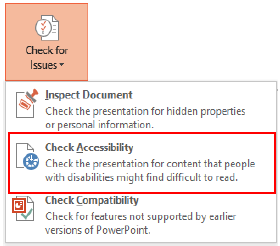 Check for
Issues
Inspect Document
Check the presentation for hidden properties
or personal information.
Check Accessibility
Check the presentation for content that people
with disabilities might find difficult to read.
Check Compatibility
Check for features not supported by earlier
versions of PowerPoint.